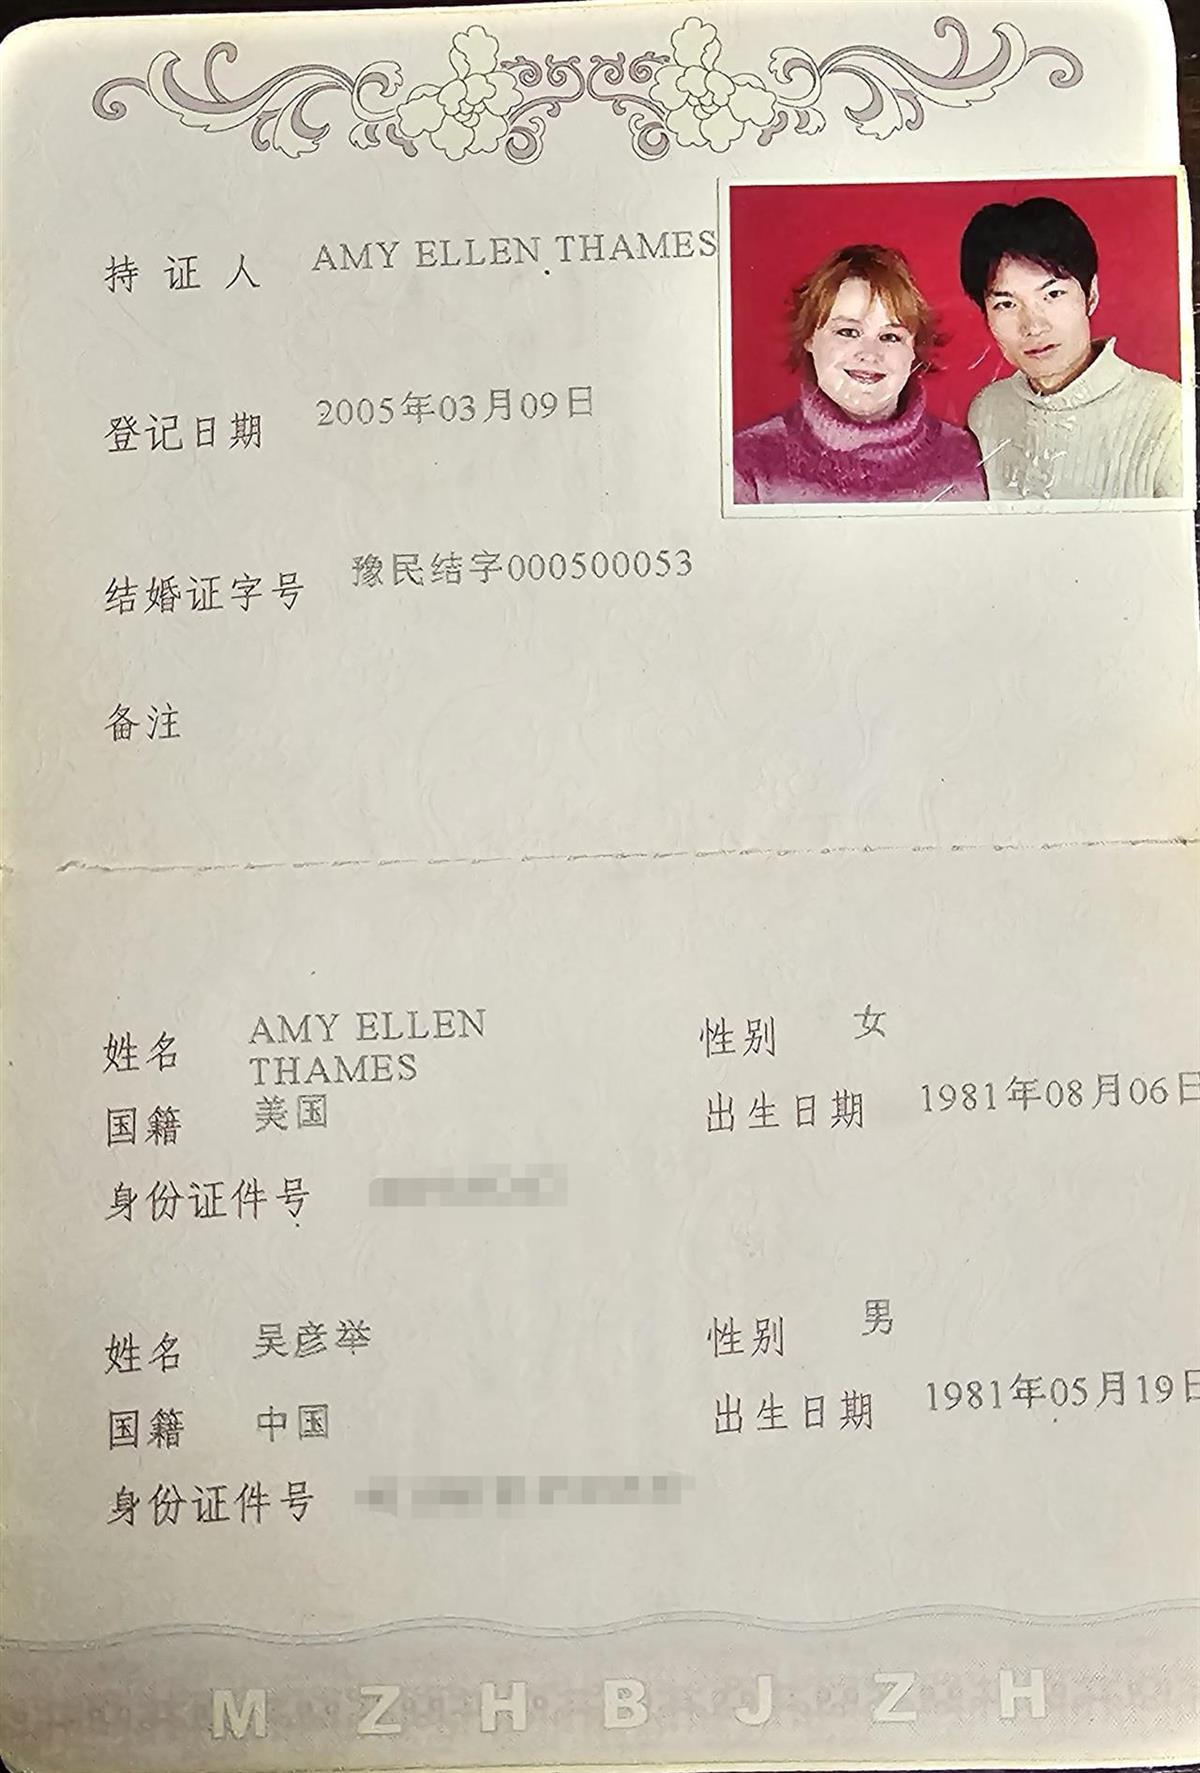 持证人 AMY ELLEN THAMES
登记日期 2005年03月09日
结婚证字号 豫民结字000500053
备注
姓名 AMY ELLEN THAMES 性别 女
国籍 美国 出生日期 1981年08月06日
身份证件号
姓名 吴彦举 性别 男
国籍 中国 出生日期 1981年05月19日
身份证件号
M Z H B J Z H